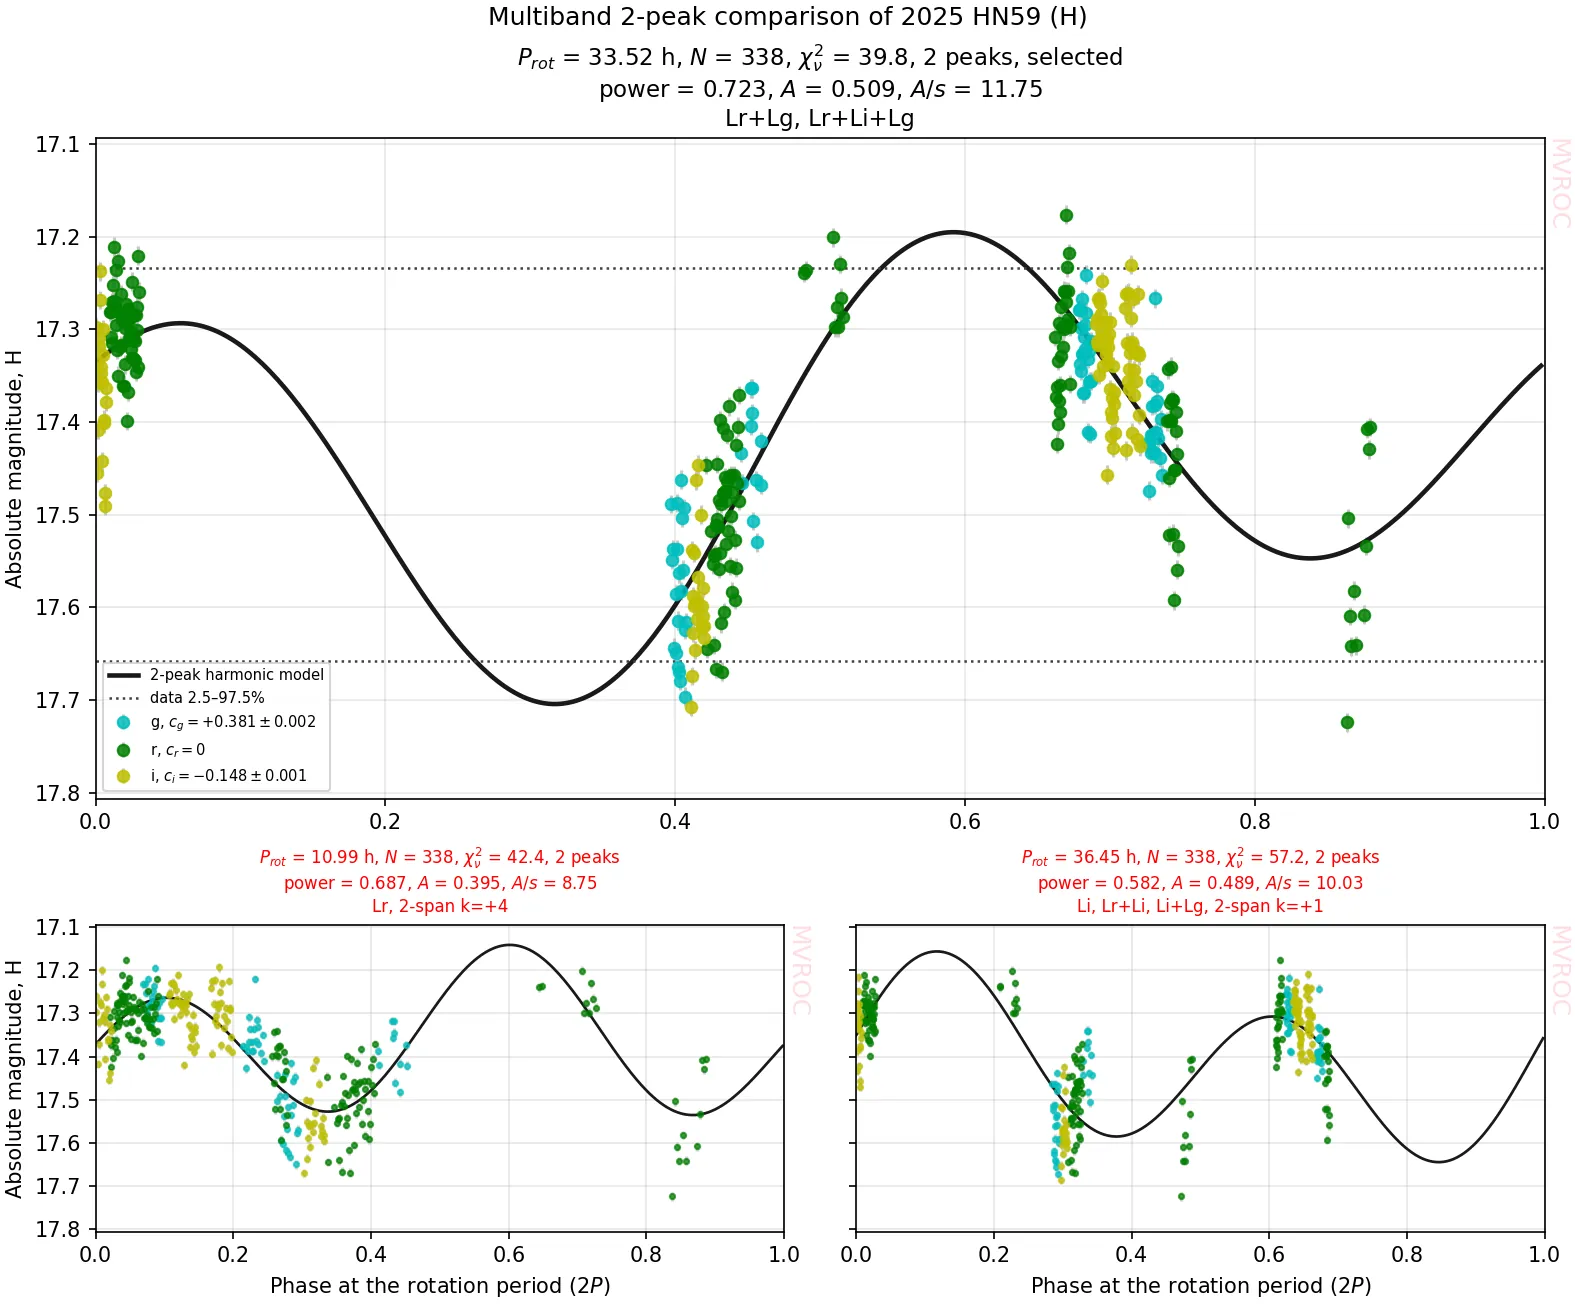 Multiband 2-peak comparison of 2025 HN59 (H)
P_rot = 33.52 h, N = 338, χ²_ν = 39.8, 2 peaks, selected
power = 0.723, A = 0.509, A/s = 11.75
Lr+Lg, Lr+Li+Lg
MVROC
17.1
17.2
17.3
17.4
17.5
17.6
17.7
17.8
Absolute magnitude, H
2-peak harmonic model
data 2.5–97.5%
g, c_g = +0.381 ± 0.002
r, c_r = 0
i, c_i = −0.148 ± 0.001
0.0 0.2 0.4 0.6 0.8 1.0
P_rot = 10.99 h, N = 338, χ²_ν = 42.4, 2 peaks
power = 0.687, A = 0.395, A/s = 8.75
Lr, 2-span k=+4
MVROC
17.1
17.2
17.3
17.4
17.5
17.6
17.7
17.8
Absolute magnitude, H
0.0 0.2 0.4 0.6 0.8 1.0
Phase at the rotation period (2P)
P_rot = 36.45 h, N = 338, χ²_ν = 57.2, 2 peaks
power = 0.582, A = 0.489, A/s = 10.03
Li, Lr+Li, Li+Lg, 2-span k=+1
MVROC
0.0 0.2 0.4 0.6 0.8 1.0
Phase at the rotation period (2P)